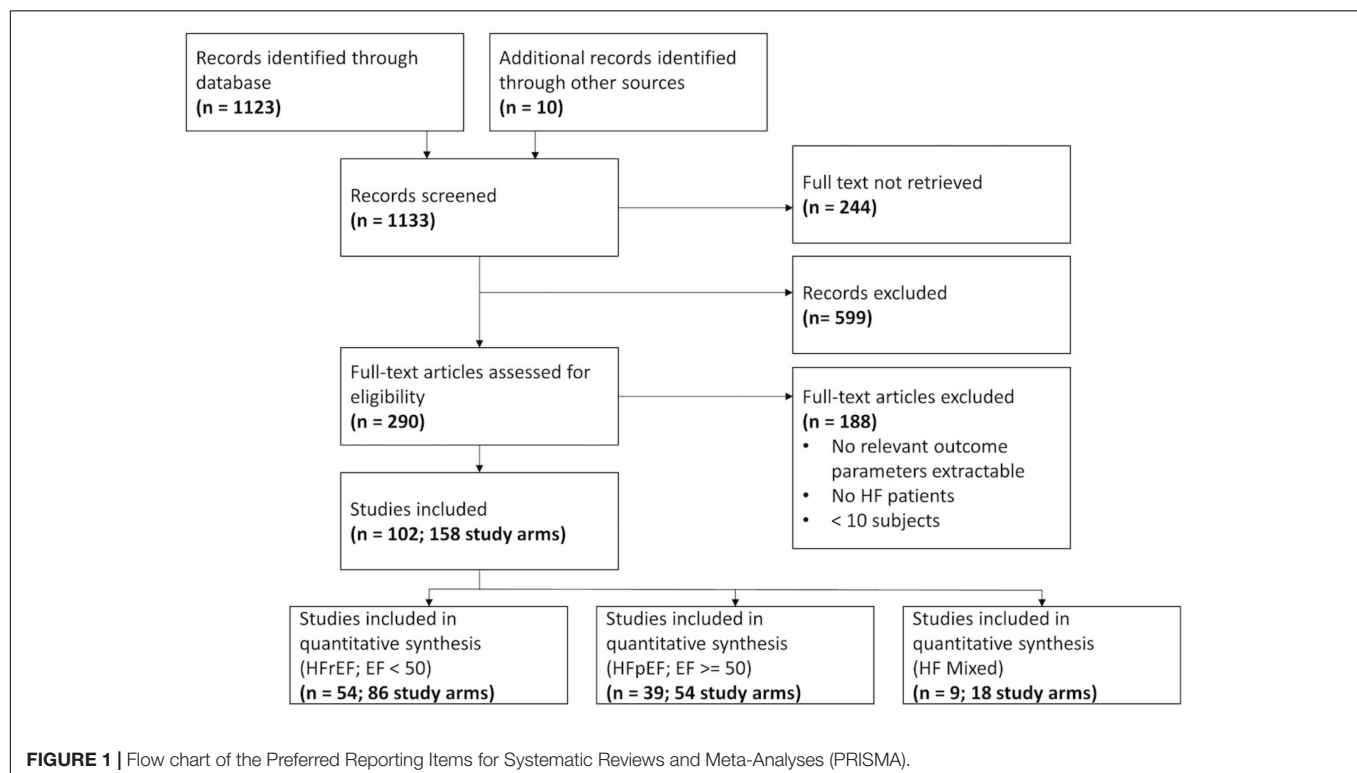 Records identified through
database
(n = 1123)
Additional records identified
through other sources
(n = 10)
Records screened
(n = 1133)
Full text not retrieved
(n = 244)
Records excluded
(n= 599)
Full-text articles assessed for
eligibility
(n = 290)
Full-text articles excluded
(n = 188)
• No relevant outcome
parameters extractable
• No HF patients
• < 10 subjects
Studies included
(n = 102; 158 study arms)
Studies included in
quantitative synthesis
(HFrEF; EF < 50)
(n = 54; 86 study arms)
Studies included in
quantitative synthesis
(HFpEF; EF >= 50)
(n = 39; 54 study arms)
Studies included in
quantitative synthesis
(HF Mixed)
(n = 9; 18 study arms)
FIGURE 1 | Flow chart of the Preferred Reporting Items for Systematic Reviews and Meta-Analyses (PRISMA).